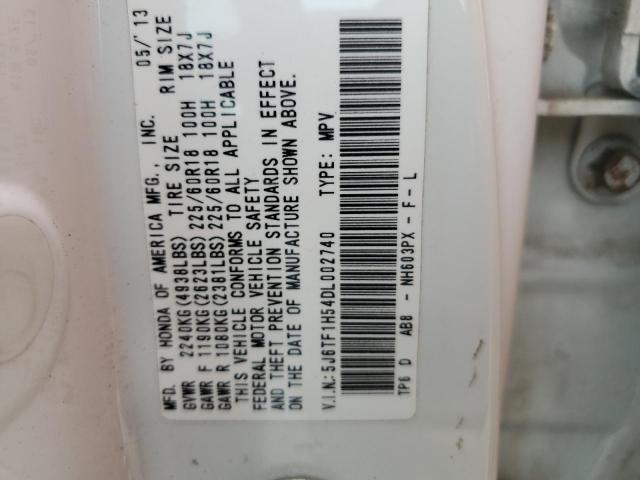 MFD. BY HONDA OF AMERICA MFG., INC. 05/'13
GVWR 2240KG(4938LBS) TIRE SIZE RIM SIZE
GAWR F 1190KG(2623LBS) 225/60R18 100H 18X7J
GAWR R 1080KG(2381LBS) 225/60R18 100H 18X7J
THIS VEHICLE CONFORMS TO ALL APPLICABLE
FEDERAL MOTOR VEHICLE SAFETY
AND THEFT PREVENTION STANDARDS IN EFFECT
ON THE DATE OF MANUFACTURE SHOWN ABOVE.
V.I.N.:5J6TF1H54DL002740 TYPE: MPV
TP6 D AB8 - NH603PX - F - L